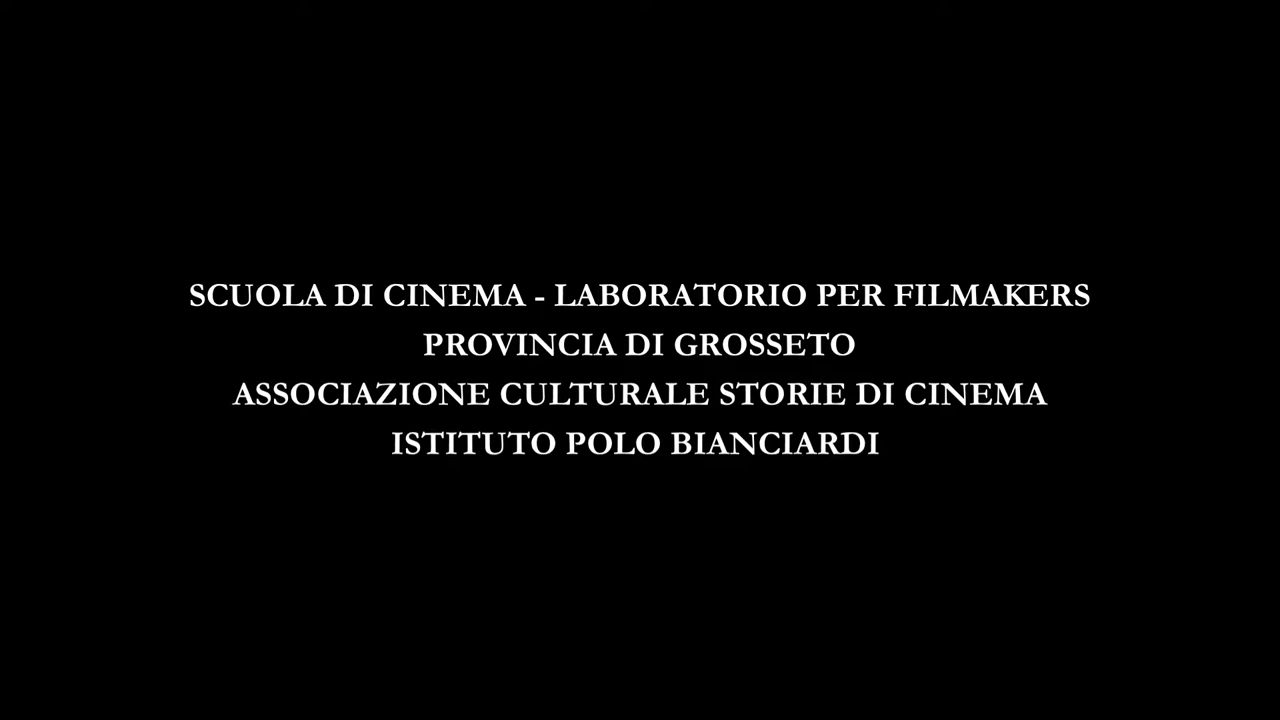 SCUOLA DI CINEMA - LABORATORIO PER FILMAKERS
PROVINCIA DI GROSSETO
ASSOCIAZIONE CULTURALE STORIE DI CINEMA
ISTITUTO POLO BIANCIARDI